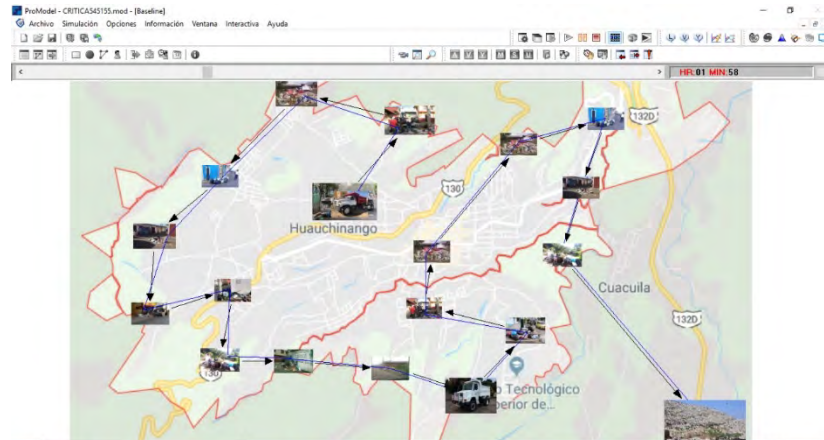 ProModel - CRITICA545155.mod - [Baseline]
Archivo Simulación Opciones Información Ventana Interactiva Ayuda
HR:01 MIN:58
132D
130
Huauchinango
Cuacuila
132D
130
Tecnológico
erior de...